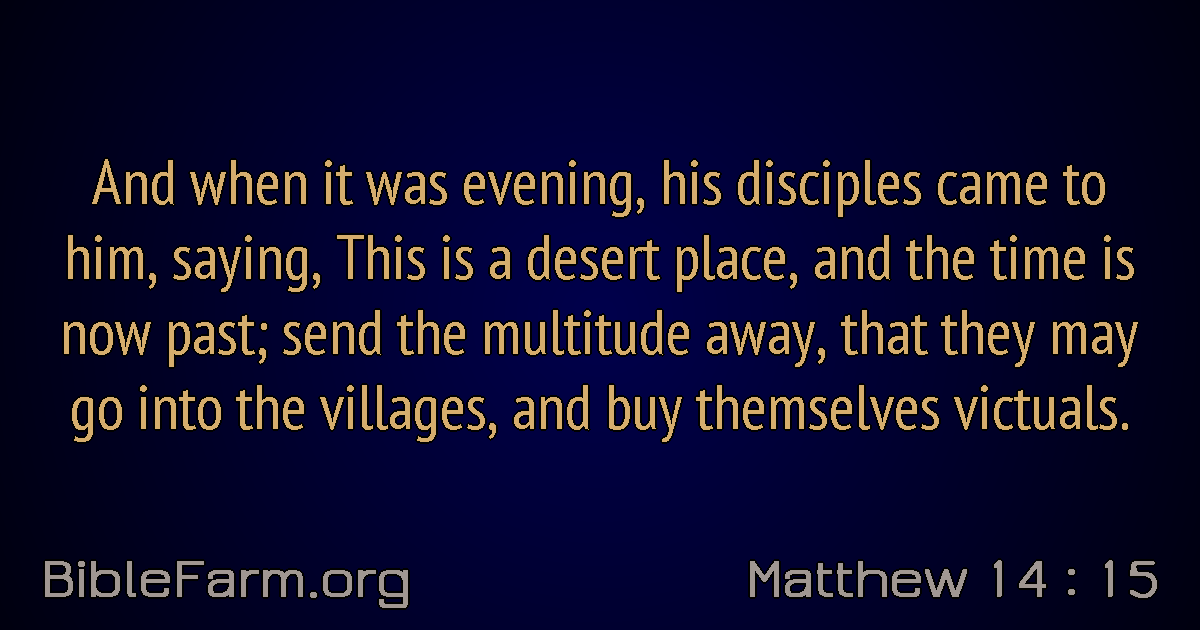 And when it was evening, his disciples came to
him, saying, This is a desert place, and the time is
now past; send the multitude away, that they may
go into the villages, and buy themselves victuals.
BibleFarm.org
Matthew 14 : 15